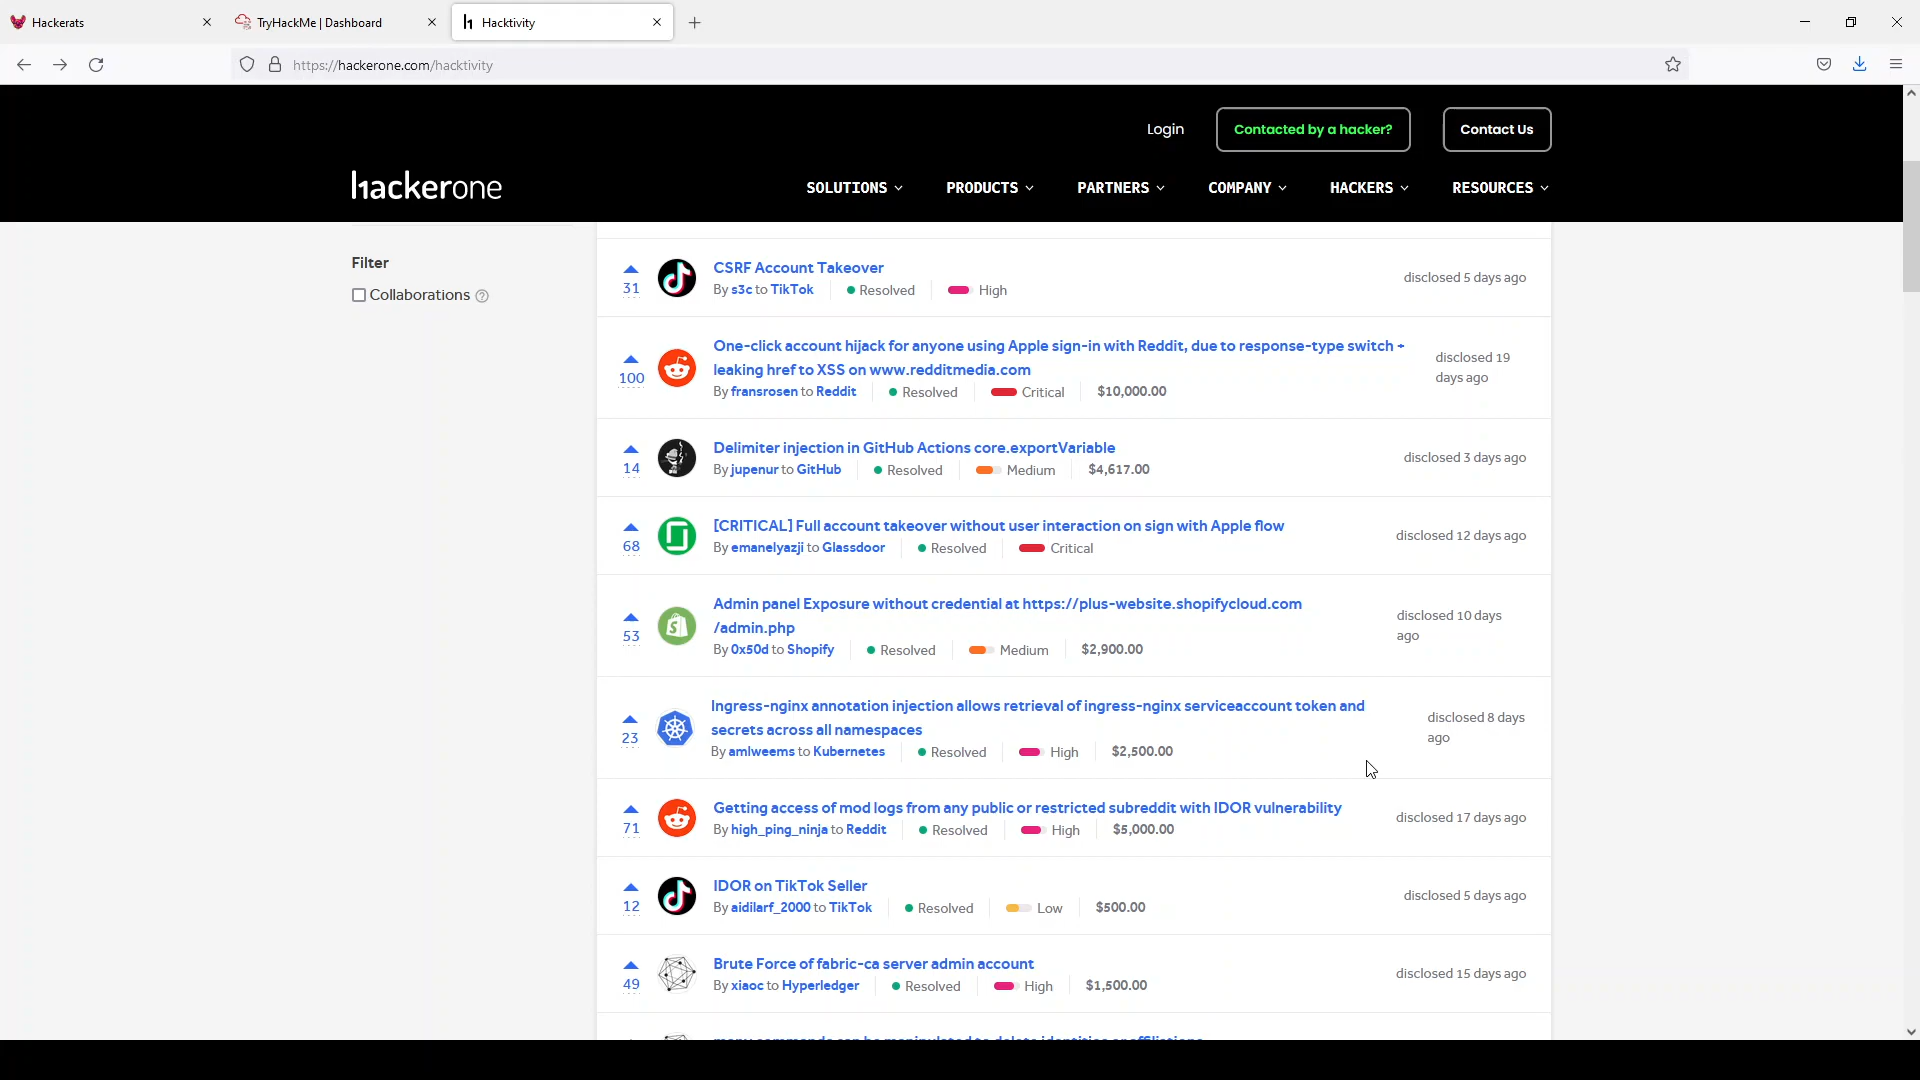 Hackerats
TryHackMe | Dashboard
Hacktivity
https://hackerone.com/hacktivity
Login
Contacted by a hacker?
Contact Us
hackerone
SOLUTIONS
PRODUCTS
PARTNERS
COMPANY
HACKERS
RESOURCES
Filter
Collaborations
31
CSRF Account Takeover
By s3c to TikTok
Resolved
High
disclosed 5 days ago
100
One-click account hijack for anyone using Apple sign-in with Reddit, due to response-type switch +
leaking href to XSS on www.redditmedia.com
By fransrosen to Reddit
Resolved
Critical
$10,000.00
disclosed 19
days ago
14
Delimiter injection in GitHub Actions core.exportVariable
By jupenur to GitHub
Resolved
Medium
$4,617.00
disclosed 3 days ago
68
[CRITICAL] Full account takeover without user interaction on sign with Apple flow
By emanelyazji to Glassdoor
Resolved
Critical
disclosed 12 days ago
53
Admin panel Exposure without credential at https://plus-website.shopifycloud.com
/admin.php
By 0x50d to Shopify
Resolved
Medium
$2,900.00
disclosed 10 days
ago
23
Ingress-nginx annotation injection allows retrieval of ingress-nginx serviceaccount token and
secrets across all namespaces
By amlweems to Kubernetes
Resolved
High
$2,500.00
disclosed 8 days
ago
71
Getting access of mod logs from any public or restricted subreddit with IDOR vulnerability
By high_ping_ninja to Reddit
Resolved
High
$5,000.00
disclosed 17 days ago
12
IDOR on TikTok Seller
By aidilarf_2000 to TikTok
Resolved
Low
$500.00
disclosed 5 days ago
49
Brute Force of fabric-ca server admin account
By xiaoc to Hyperledger
Resolved
High
$1,500.00
disclosed 15 days ago